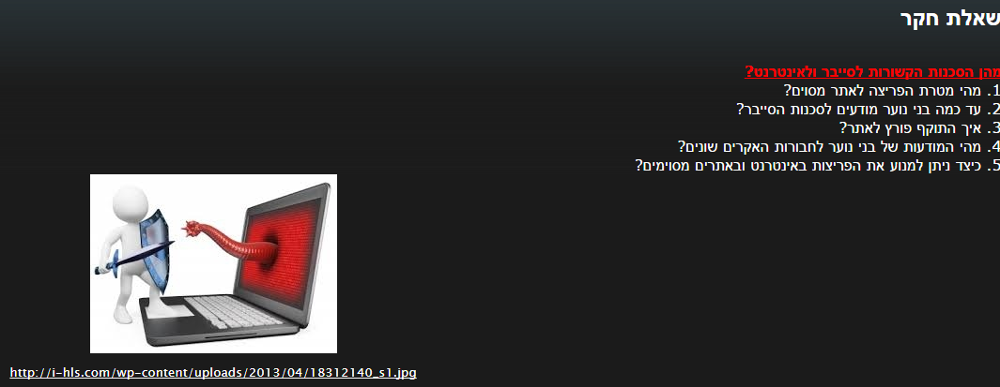 שאלת חקר
מהן הסכנות הקשורות לסייבר ולאינטרנט?
1. מהי מטרת הפריצה לאתר מסוים?
2. עד כמה בני נוער מודעים לסכנות הסייבר?
3. איך התוקף פורץ לאתר?
4. מהי המודעות של בני נוער לחבורות האקרים שונים?
5. כיצד ניתן למנוע את הפריצות באינטרנט ובאתרים מסוימים?
http://i-hls.com/wp-content/uploads/2013/04/18312140_s1.jpg